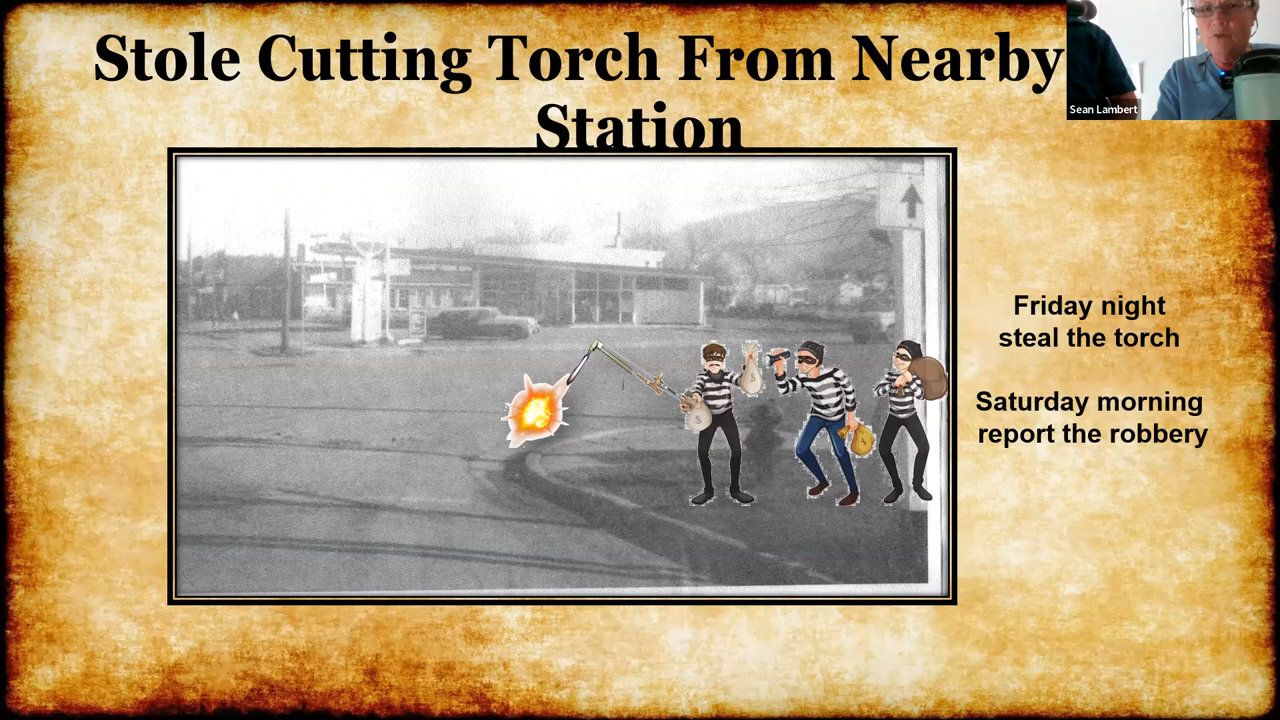 Stole Cutting Torch From Nearby
Station
Sean Lambert
Friday night
steal the torch
Saturday morning
report the robbery
$
$